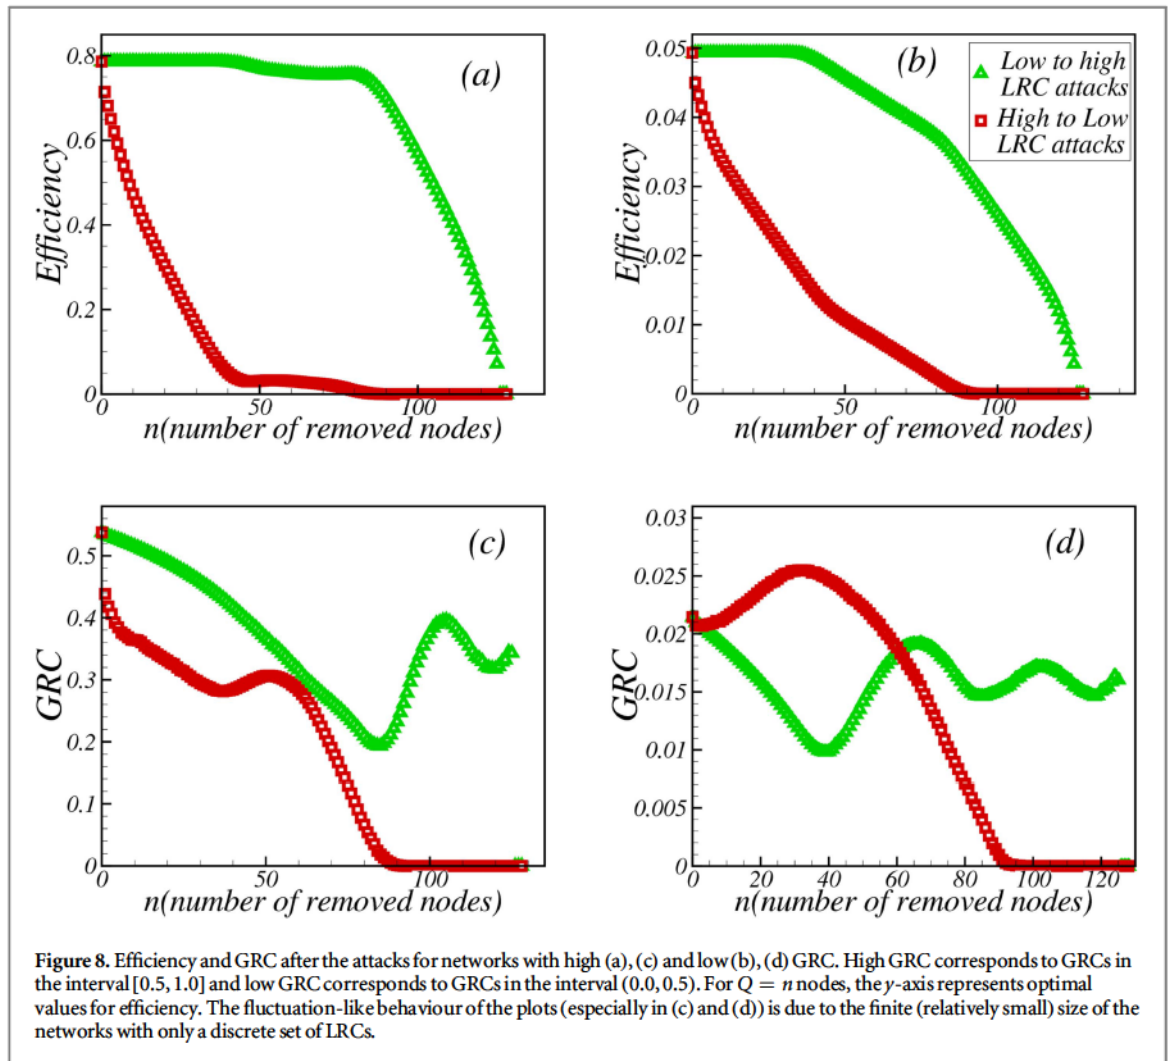 (a)
0.8
0.6
0.4
0.2
0
Efficiency
0
50
100
n(number of removed nodes)
(b)
Low to high
LRC attacks
High to Low
LRC attacks
0.05
0.04
0.03
0.02
0.01
0
Efficiency
0
50
100
n(number of removed nodes)
(c)
0.5
0.4
0.3
0.2
0.1
0
GRC
0
50
100
n(number of removed nodes)
(d)
0.03
0.025
0.02
0.015
0.01
0.005
0
GRC
0
20
40
60
80
100
120
n(number of removed nodes)
Figure 8. Efficiency and GRC after the attacks for networks with high (a), (c) and low(b), (d) GRC. High GRC corresponds to GRCs in
the interval [0.5, 1.0] and low GRC corresponds to GRCs in the interval (0.0, 0.5). For Q = n nodes, the y-axis represents optimal
values for efficiency. The fluctuation-like behaviour of the plots (especially in (c) and (d)) is due to the finite (relatively small) size of the
networks with only a discrete set of LRCs.